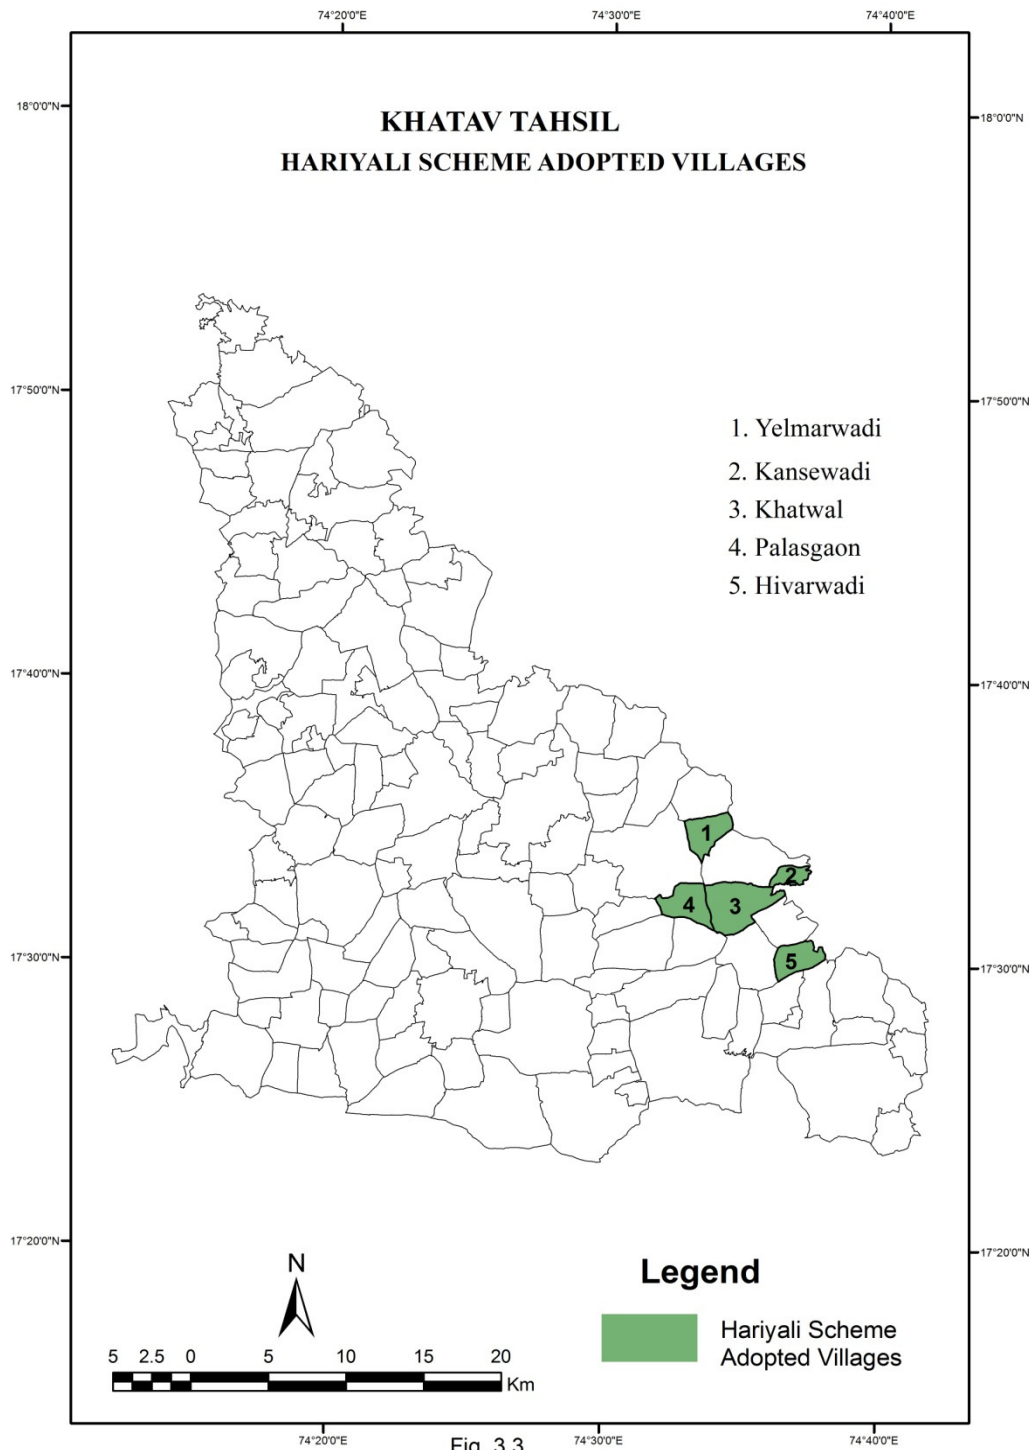 74°20'0"E 74°30'0"E 74°40'0"E
18°0'0"N 18°0'0"N
KHATAV TAHSIL
HARIYALI SCHEME ADOPTED VILLAGES
17°50'0"N 17°50'0"N
1. Yelmarwadi
2. Kansewadi
3. Khatwal
4. Palasgaon
5. Hivarwadi
17°40'0"N 17°40'0"N
1
2
4 3
17°30'0"N 5 17°30'0"N
17°20'0"N 17°20'0"N
N
Legend
Hariyali Scheme
Adopted Villages
5 2.5 0 5 10 15 20
Km
74°20'0"E 74°30'0"E 74°40'0"E
Fig. 3.3